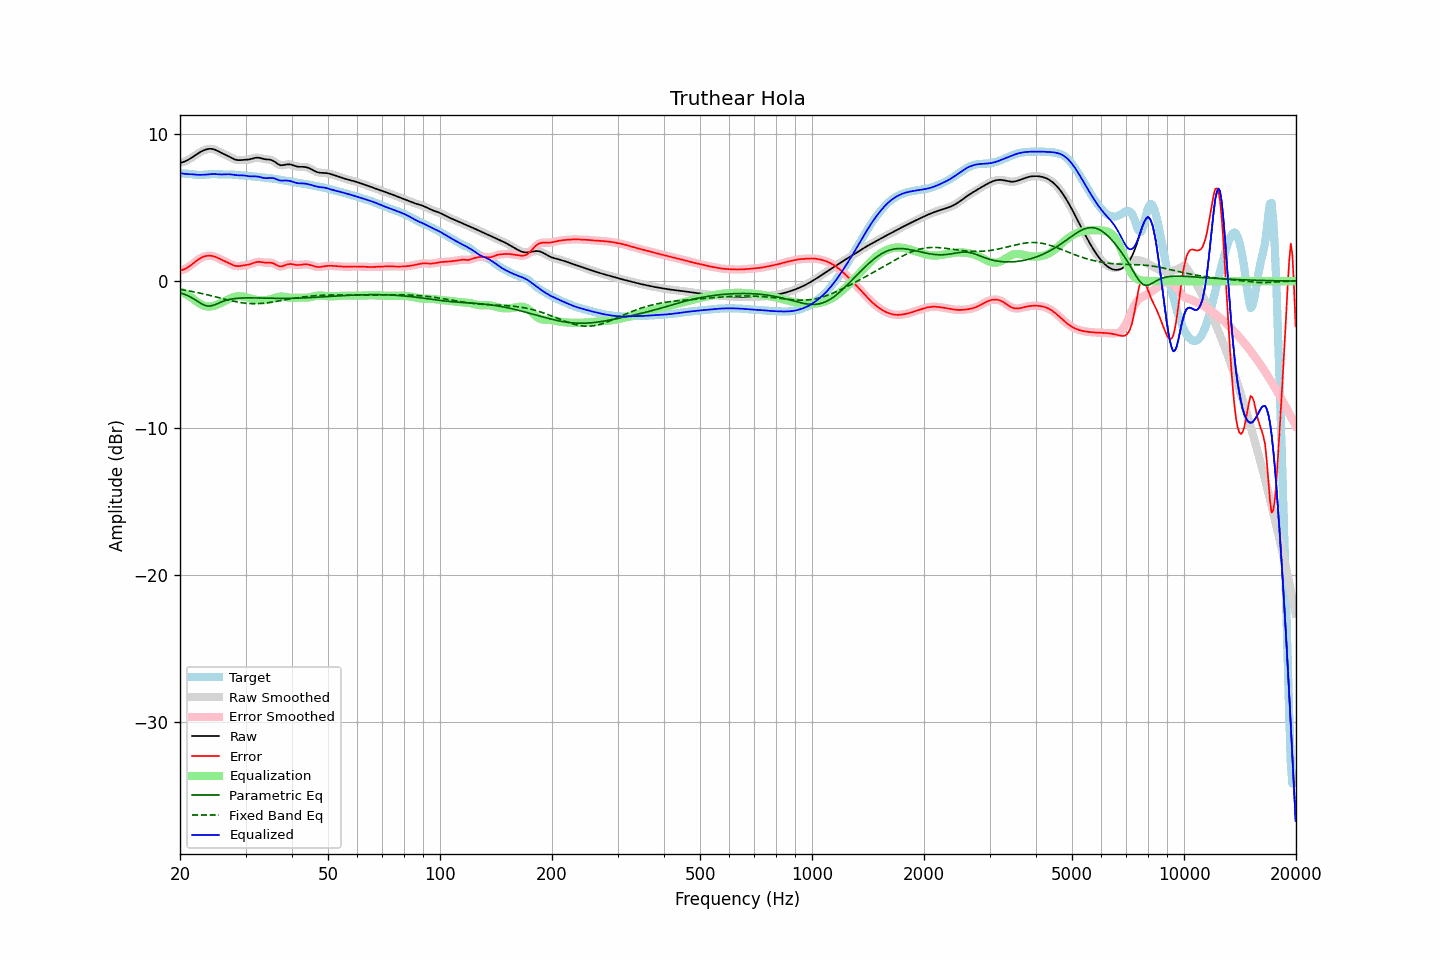 Truthear Hola
Amplitude (dBr)
10
0
−10
−20
−30
Target
Raw Smoothed
Error Smoothed
Raw
Error
Equalization
Parametric Eq
Fixed Band Eq
Equalized
20 50 100 200 500 1000 2000 5000 10000 20000
Frequency (Hz)